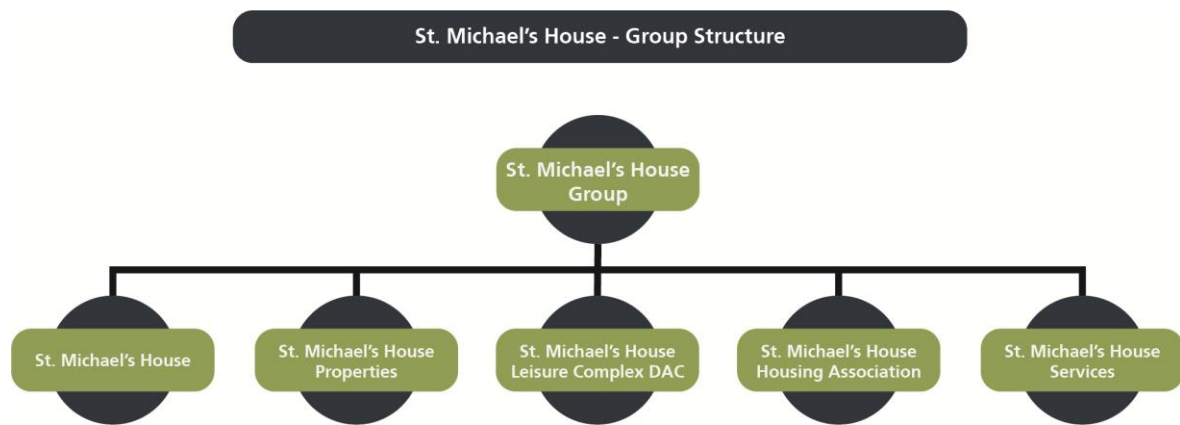 St. Michael's House - Group Structure
St. Michael's House
Group
St. Michael's House
St. Michael's House
Properties
St. Michael's House
Leisure Complex DAC
St. Michael's House
Housing Association
St. Michael's House
Services